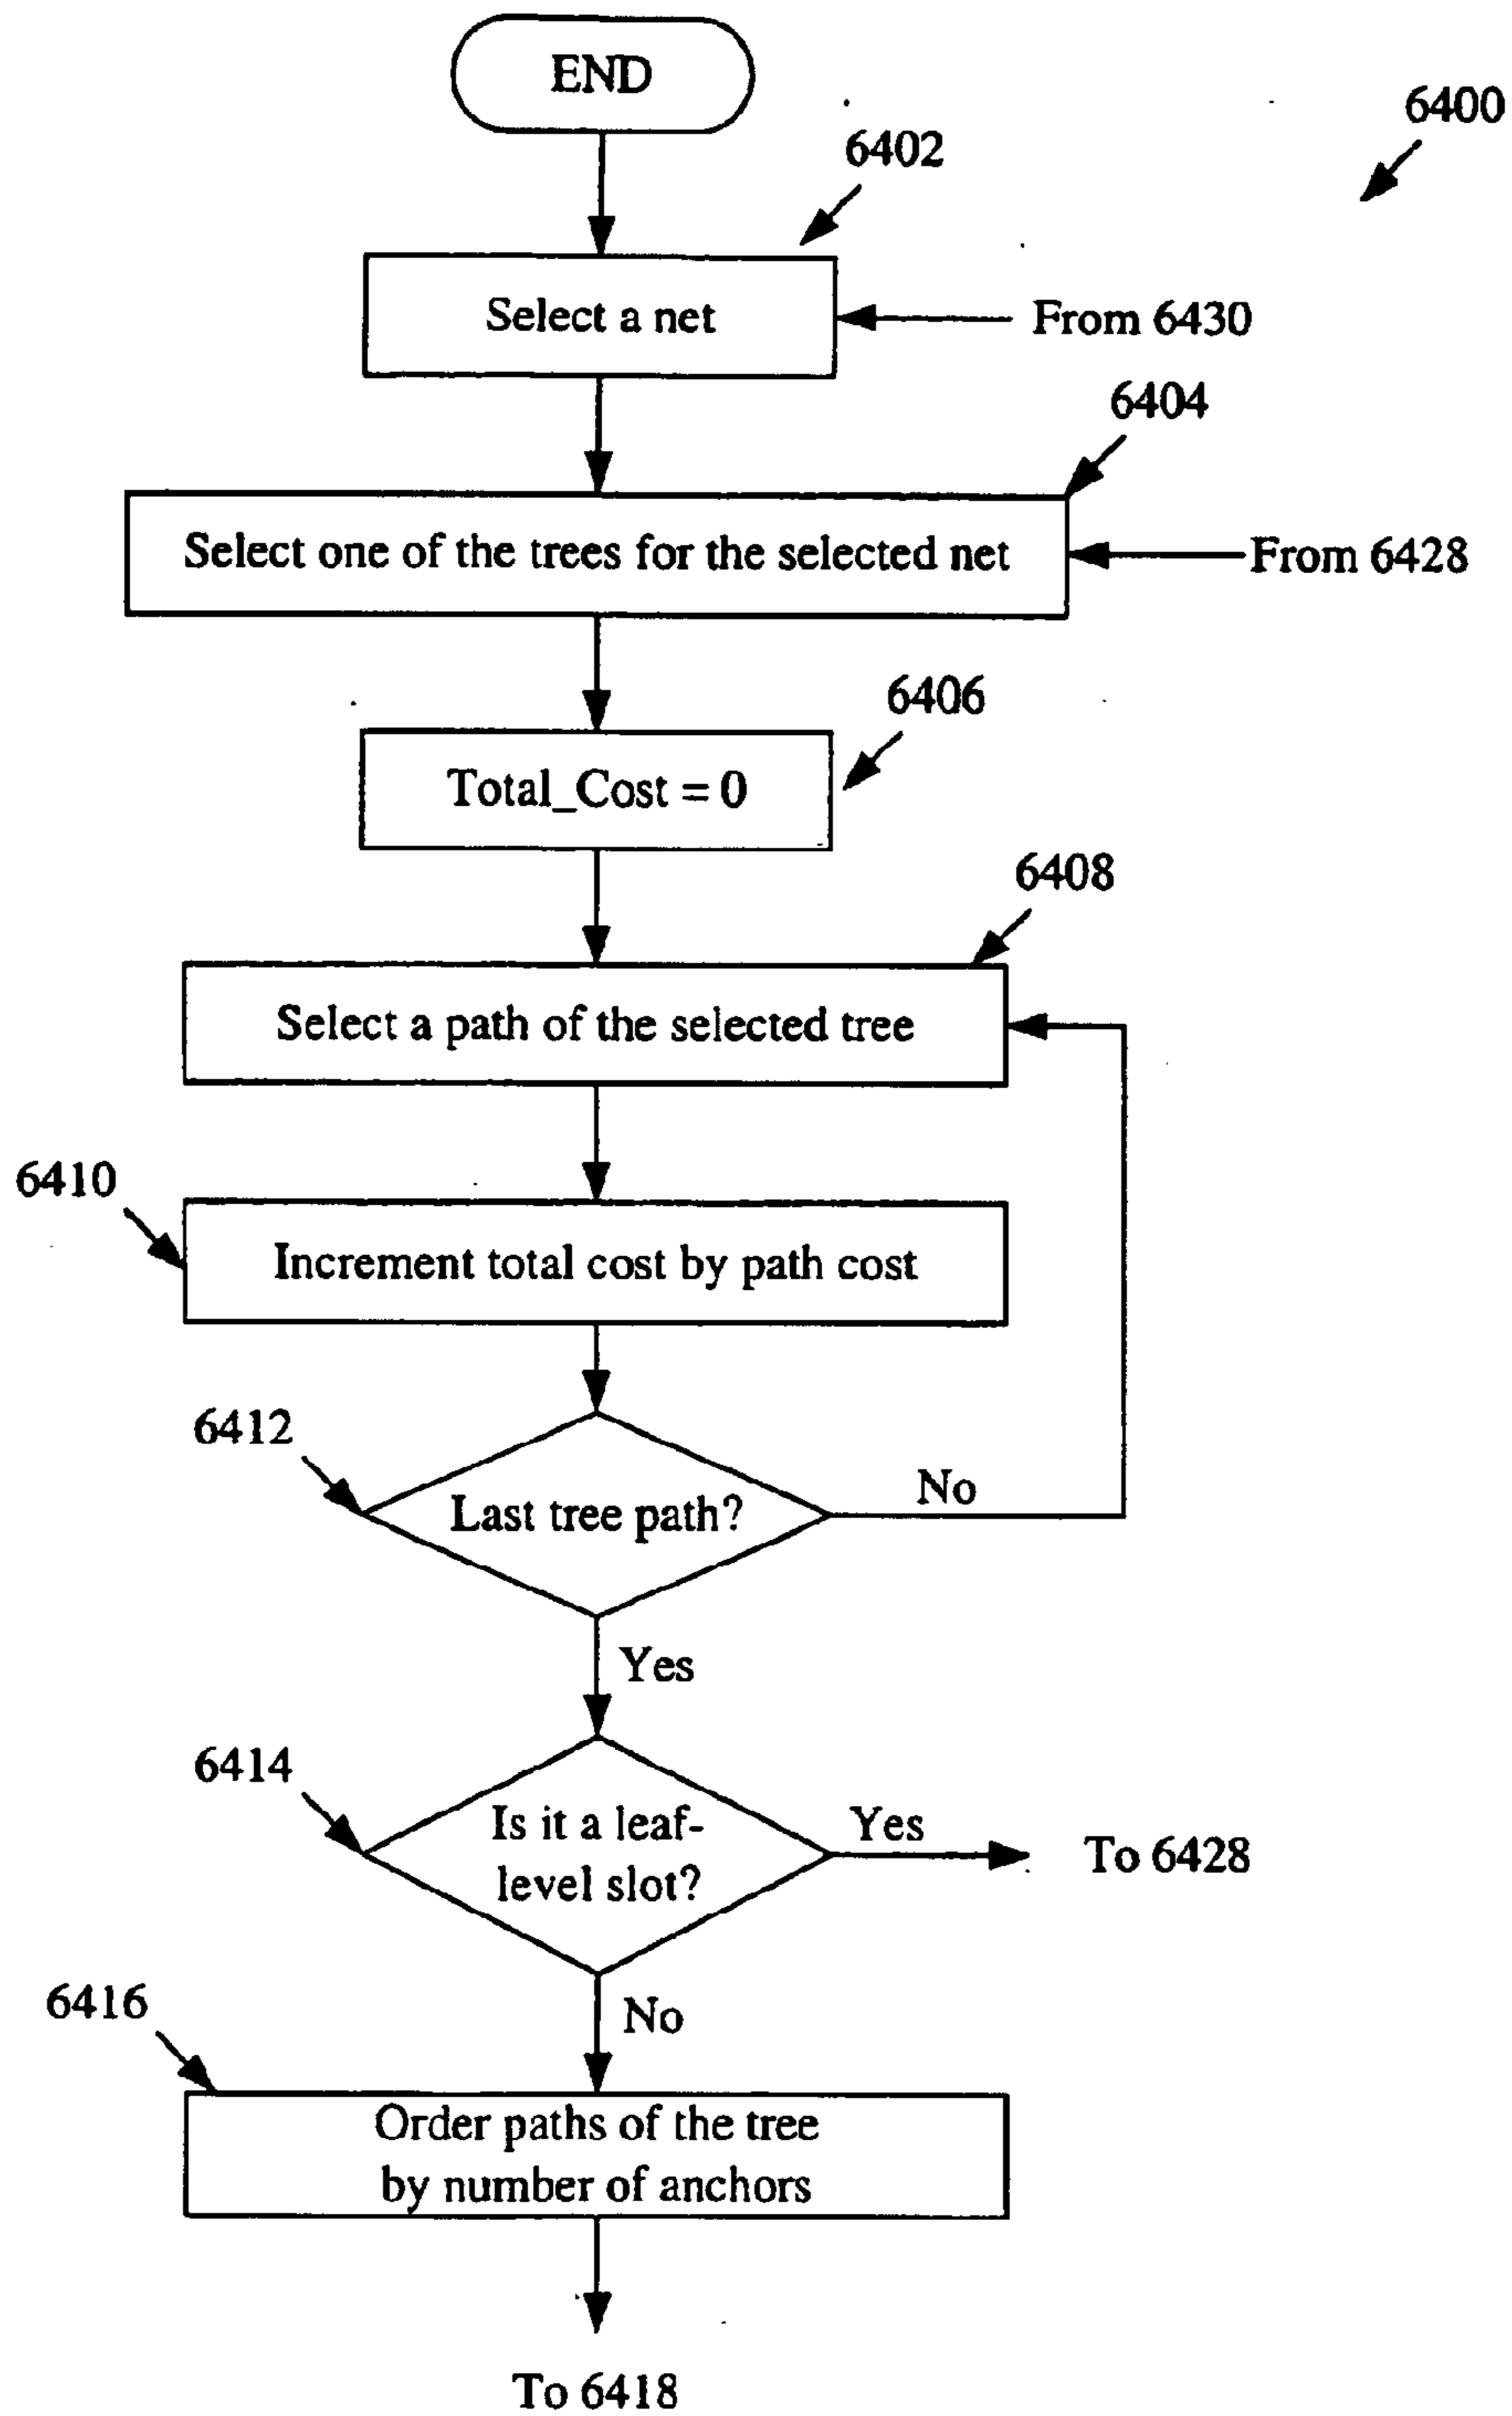 END
6400
6402
Select a net
From 6430
6404
Select one of the trees for the selected net
From 6428
6406
Total_Cost = 0
6408
Select a path of the selected tree
6410
Increment total cost by path cost
6412
Last tree path?
No
Yes
6414
Is it a leaf-
level slot?
Yes
To 6428
No
6416
Order paths of the tree
by number of anchors
To 6418